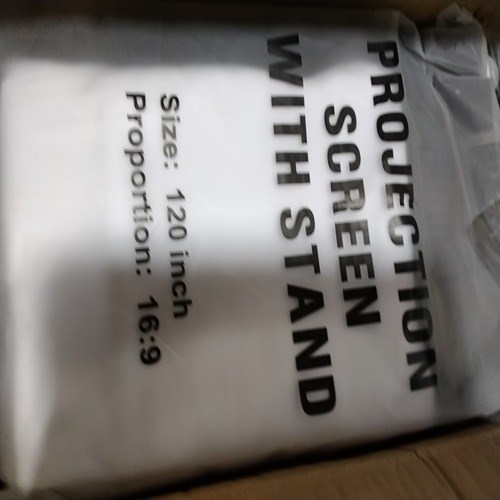 PROJECTION
SCREEN
WITH STAND
Size: 120 inch
Proportion: 16:9